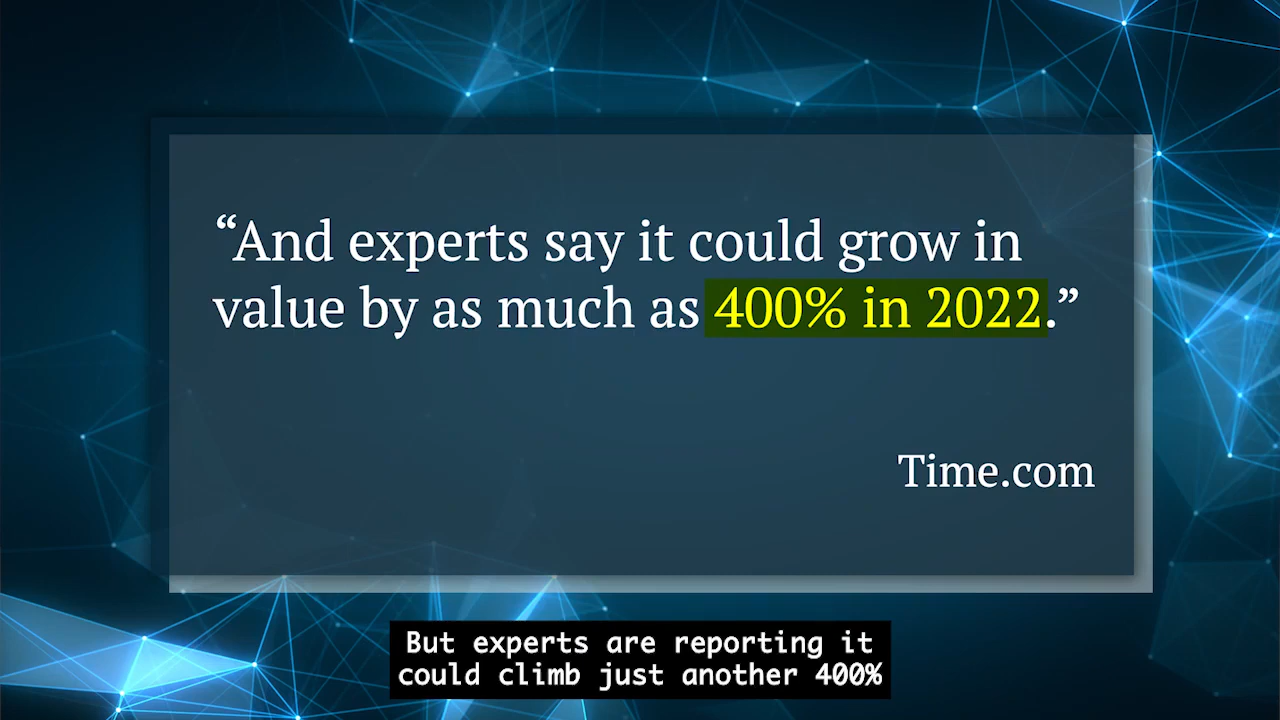 “And experts say it could grow in
value by as much as 400% in 2022.”
Time.com
But experts are reporting it
could climb just another 400%